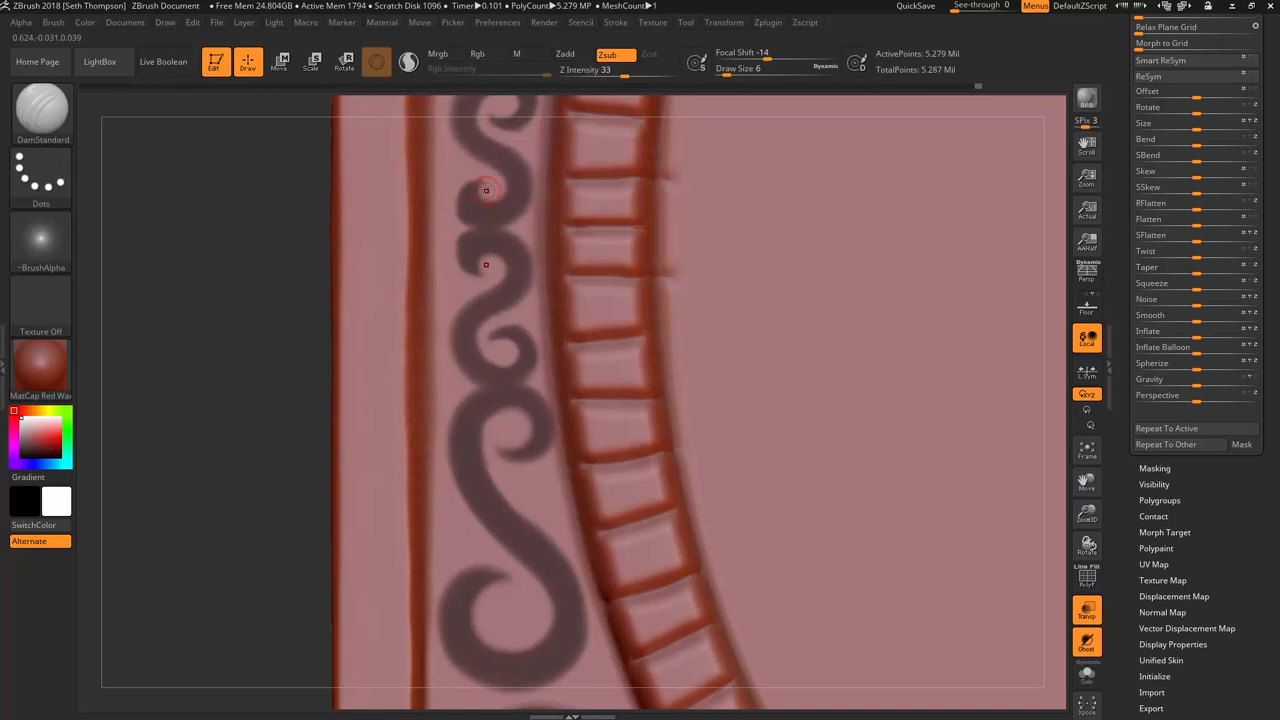 ZBrush 2018 [Seth Thompson] ZBrush Document • Free Mem 24.804GB • Active Mem 1794 • Scratch Disk 1096 • Timer▸0.101 • PolyCount▸5.279 MP • MeshCount▸1 QuickSave See-through 0 Menus DefaultZScript
Alpha Brush Color Document Draw Edit File Layer Light Macro Marker Material Movie Picker Preferences Render Stencil Stroke Texture Tool Transform Zplugin Zscript
0.624,-0.031,0.039
Home Page LightBox Live Boolean Edit Draw Move Scale Rotate
Mrgb Rgb M Zadd Zsub Zcut
Rgb Intensity Z Intensity 33
Focal Shift -14
Draw Size 6 Dynamic
ActivePoints: 5.279 Mil
TotalPoints: 5.287 Mil
DamStandard
Dots
~BrushAlpha
Texture Off
MatCap Red Wax
Gradient
SwitchColor
Alternate
BPR
SPix 3
Scroll
Zoom
Actual
AAHalf
Dynamic
Persp
Floor
Local
L.Sym
XYZ
Frame
Move
Zoom3D
Rotate
Line Fill
PolyF
Transp
Ghost
Dynamic
Solo
Xpose
Relax Plane Grid
Morph to Grid
Smart ReSym
ReSym
Offset
Rotate
Size
Bend
SBend
Skew
SSkew
RFlatten
Flatten
SFlatten
Twist
Taper
Squeeze
Noise
Smooth
Inflate
Inflate Balloon
Spherize
Gravity
Perspective
Repeat To Active
Repeat To Other Mask
Masking
Visibility
Polygroups
Contact
Morph Target
Polypaint
UV Map
Texture Map
Displacement Map
Normal Map
Vector Displacement Map
Display Properties
Unified Skin
Initialize
Import
Export